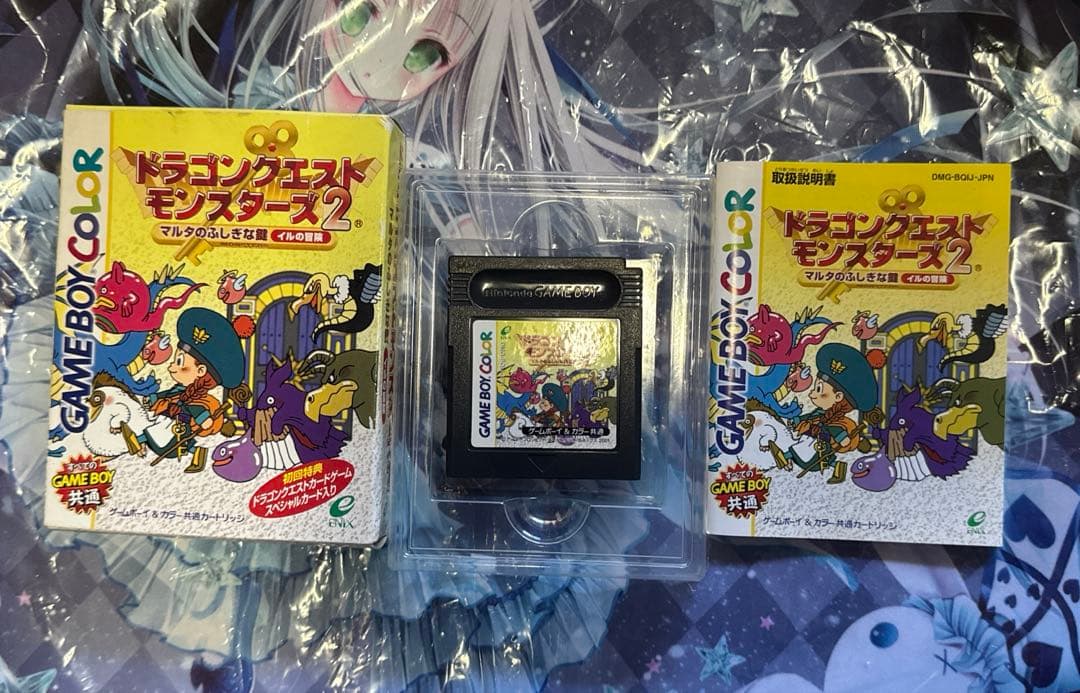 GAME BOY COLOR
ドラゴンクエスト
モンスターズ2
®
マルタのふしぎな鍵 イルの冒険
すべての
GAME BOY
共通
初回特典
ドラゴンクエストカードゲーム
スペシャルカード入り
ENIX
ゲームボーイ & カラー共通カートリッジ
Nintendo GAME BOY
GAME BOY COLOR
ゲームボーイ & カラー共通
2001
取扱説明書
DMG-BQIJ-JPN
GAME BOY COLOR
ドラゴンクエスト
モンスターズ2
®
マルタのふしぎな鍵 イルの冒険
すべての
GAME BOY
共通
ENIX
ゲームボーイ & カラー共通カートリッジ